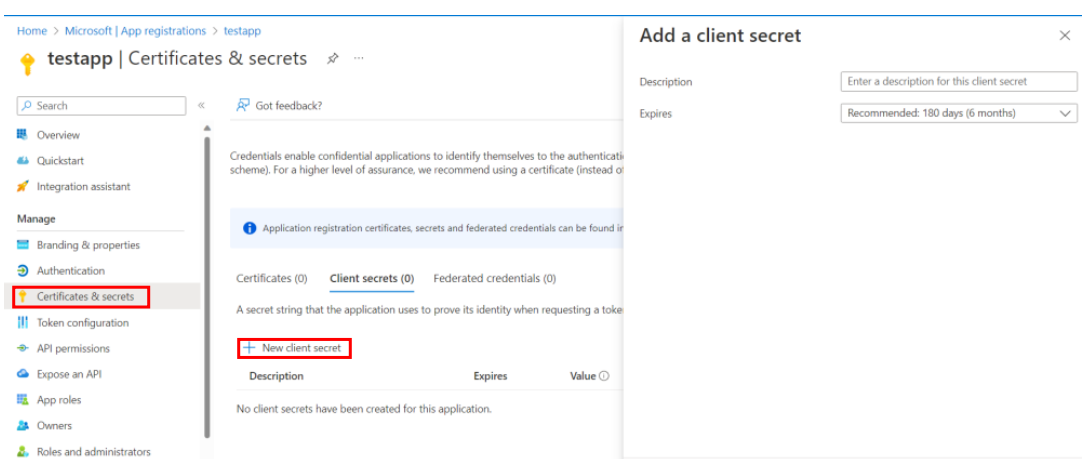 Home > Microsoft | App registrations > testapp
testapp | Certificates & secrets
Search
Overview
Quickstart
Integration assistant
Manage
Branding & properties
Authentication
Certificates & secrets
Token configuration
API permissions
Expose an API
App roles
Owners
Roles and administrators
Got feedback?
Credentials enable confidential applications to identify themselves to the authenticati
scheme). For a higher level of assurance, we recommend using a certificate (instead o
Application registration certificates, secrets and federated credentials can be found in
Certificates (0) Client secrets (0) Federated credentials (0)
A secret string that the application uses to prove its identity when requesting a toke
New client secret
Description Expires Value
No client secrets have been created for this application.
Add a client secret
Description Enter a description for this client secret
Expires Recommended: 180 days (6 months)